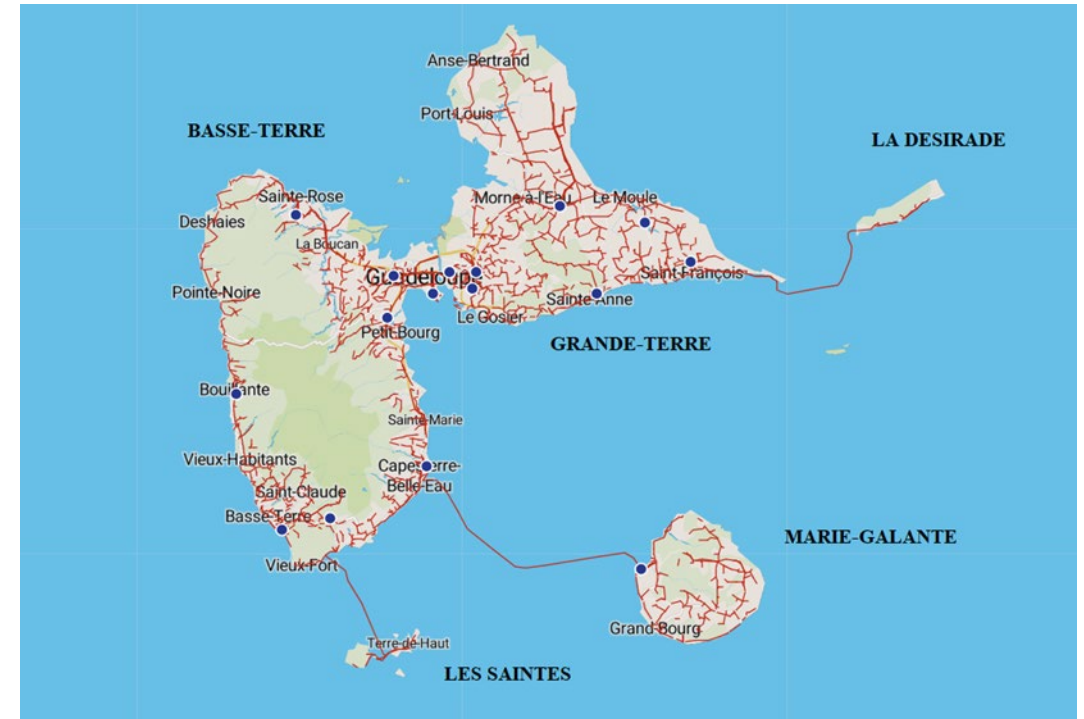 Anse-Bertrand
Port-Louis
BASSE-TERRE
LA DESIRADE
Sainte-Rose
Morne-à-l'Eau
Le Moule
Deshaies
La Boucan
Guadeloupe
Saint-François
Pointe-Noire
Sainte Anne
Le Gosier
Petit-Bourg
GRANDE-TERRE
Bouillante
Sainte-Marie
Vieux-Habitants
Capesterre-
Belle-Eau
Saint-Claude
Basse-Terre
MARIE-GALANTE
Vieux-Fort
Grand-Bourg
Terre-de-Haut
LES SAINTES